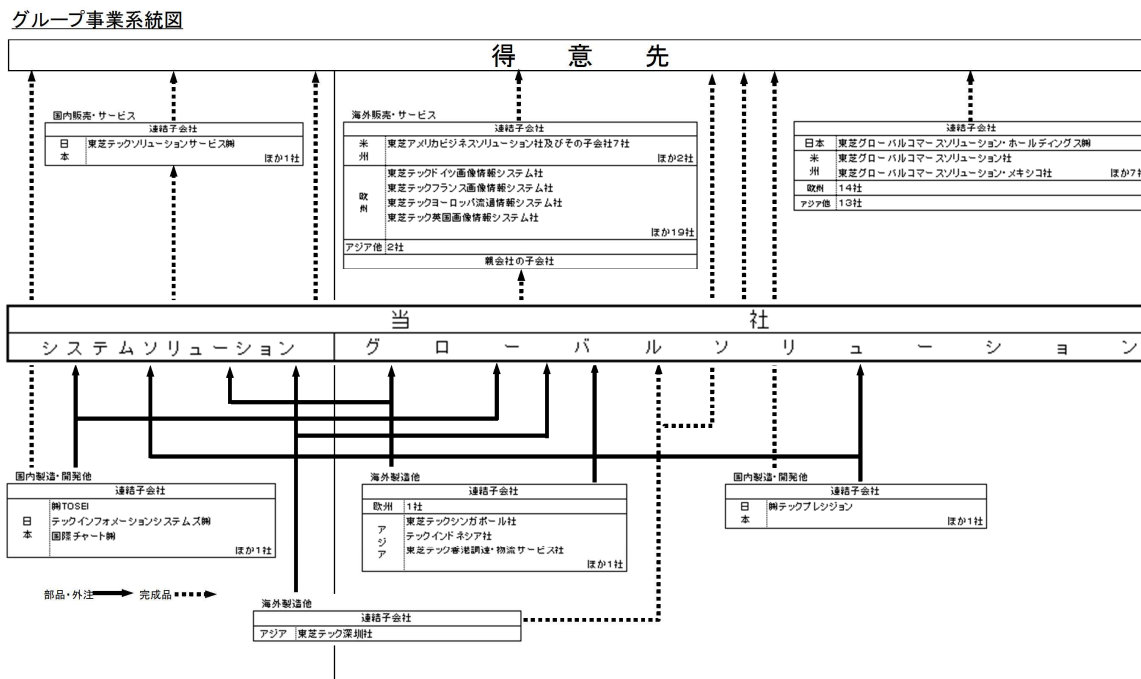 グループ事業系統図
得意先
国内販売・サービス
連結子会社
日本 東芝テックソリューションサービス㈱
ほか1社
海外販売・サービス
連結子会社
米州 東芝アメリカビジネスソリューション社及びその子会社7社
ほか2社
欧州 東芝テックドイツ画像情報システム社
東芝テックフランス画像情報システム社
東芝テックヨーロッパ流通情報システム社
東芝テック英国画像情報システム社
ほか19社
アジア他 2社
親会社の子会社
連結子会社
日本 東芝グローバルコマースソリューション・ホールディングス㈱
米州 東芝グローバルコマースソリューション社
東芝グローバルコマースソリューション・メキシコ社 ほか7社
欧州 14社
アジア他 13社
当社
システムソリューション グローバルソリューション
国内製造・開発他
連結子会社
日本 ㈱TOSEI
テックインフォメーションシステムズ㈱
国際チャート㈱
ほか1社
海外製造他
連結子会社
欧州 1社
アジア 東芝テックシンガポール社
テックインドネシア社
東芝テック香港調達・物流サービス社
ほか1社
国内製造・開発他
連結子会社
日本 ㈱テックプレシジョン
ほか1社
部品・外注 完成品
海外製造他
連結子会社
アジア 東芝テック深圳社